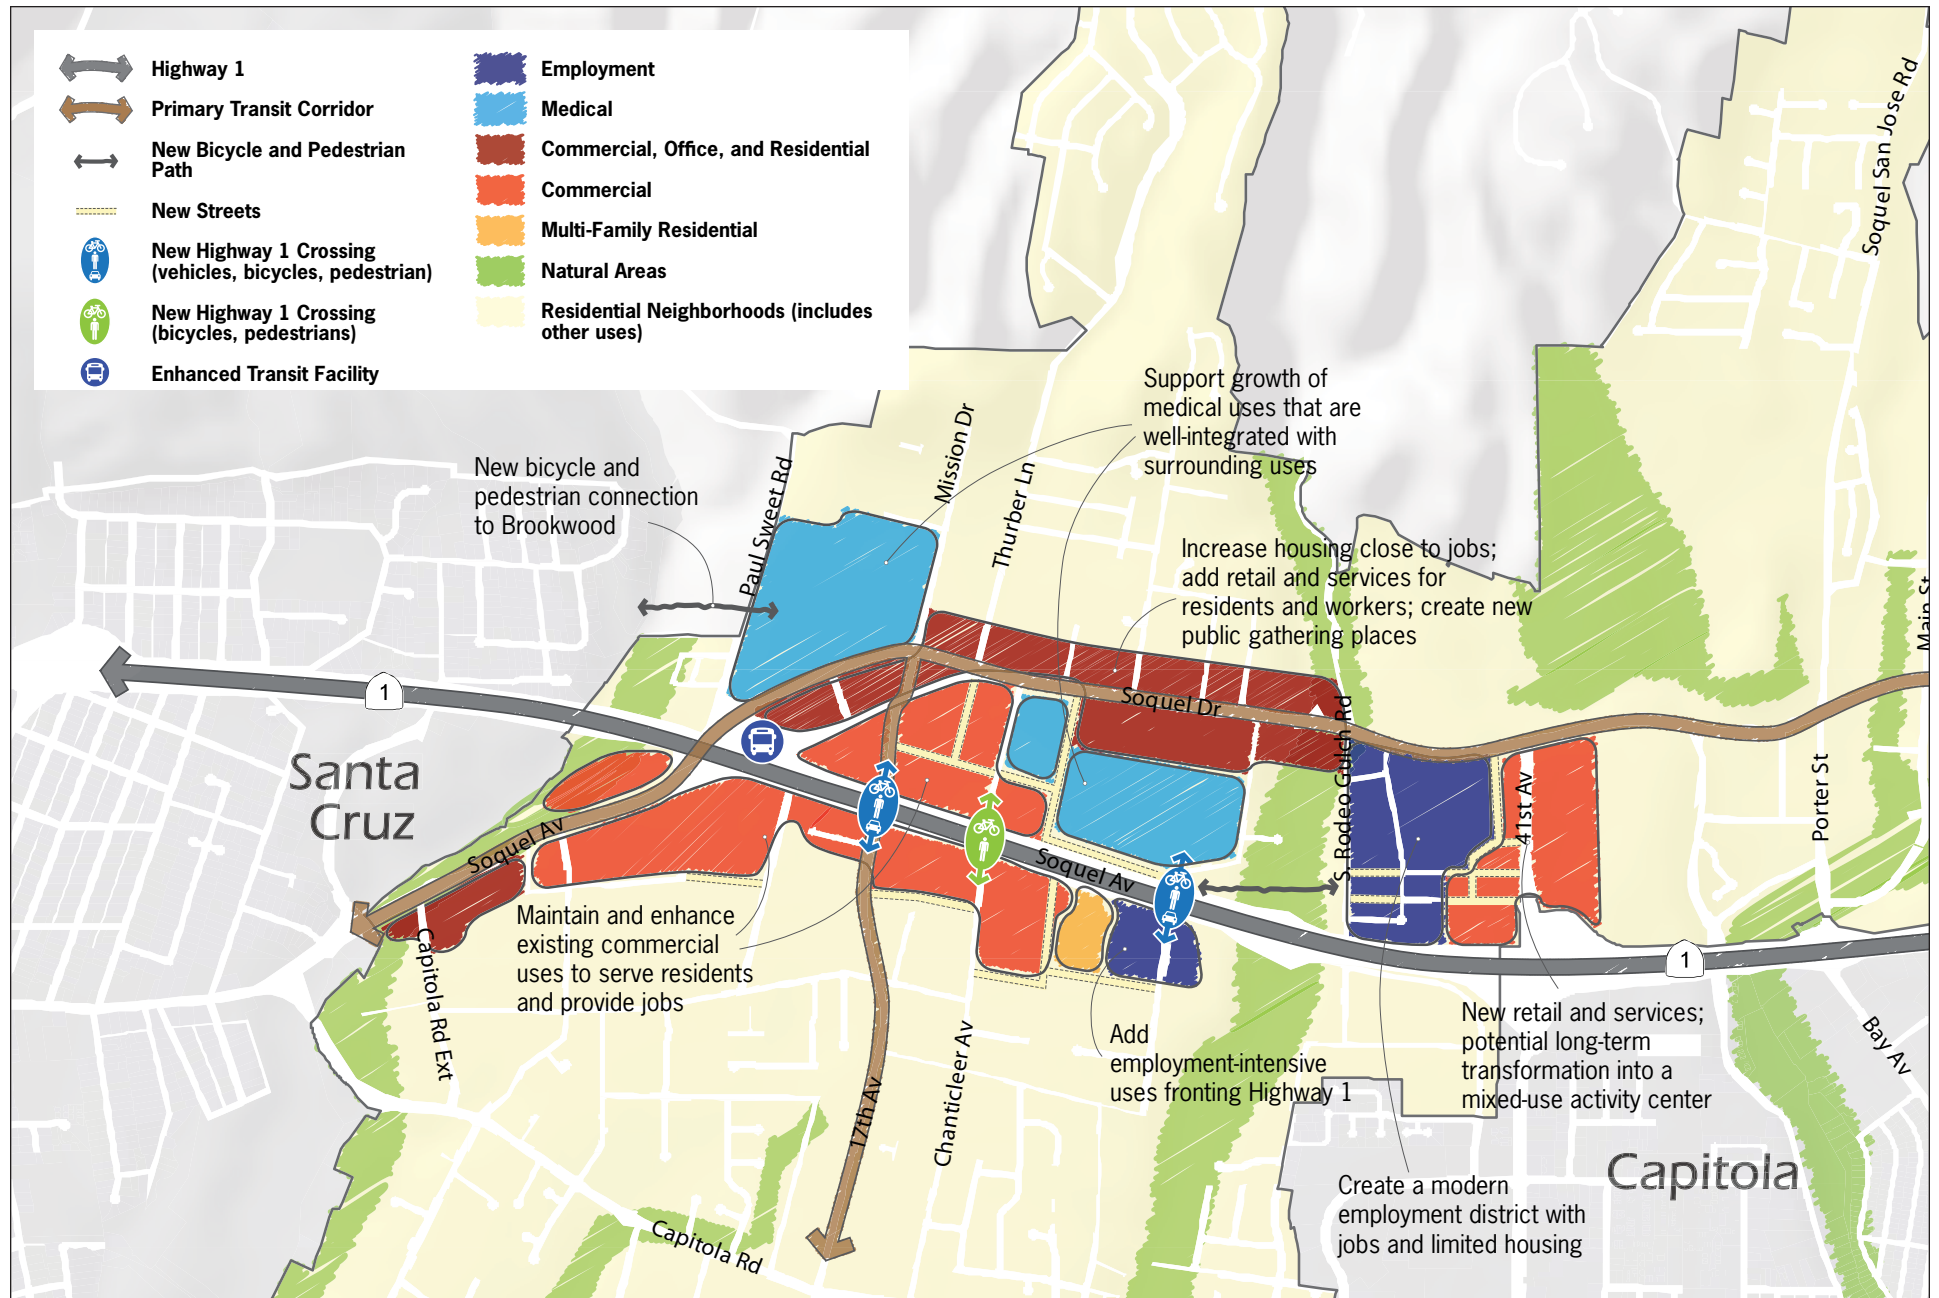 Highway 1
Primary Transit Corridor
New Bicycle and Pedestrian
Path
New Streets
New Highway 1 Crossing
(vehicles, bicycles, pedestrian)
New Highway 1 Crossing
(bicycles, pedestrians)
Enhanced Transit Facility
Employment
Medical
Commercial, Office, and Residential
Commercial
Multi-Family Residential
Natural Areas
Residential Neighborhoods (includes
other uses)
Soquel San Jose Rd
Support growth of
medical uses that are
well-integrated with
surrounding uses
Mission Dr
Thurber Ln
Paul Sweet Rd
New bicycle and
pedestrian connection
to Brookwood
Increase housing close to jobs;
add retail and services for
residents and workers; create new
public gathering places
Main St
1
Soquel Dr
S. Rodeo Gulch Rd
Santa
Cruz
41st Av
Porter St
Soquel Av
Soquel Av
Maintain and enhance
existing commercial
uses to serve residents
and provide jobs
Capitola Rd Ext
1
New retail and services;
potential long-term
transformation into a
mixed-use activity center
Add
employment-intensive
uses fronting Highway 1
Bay Av
17th Av
Chanticleer Av
Capitola
Create a modern
employment district with
jobs and limited housing
Capitola Rd